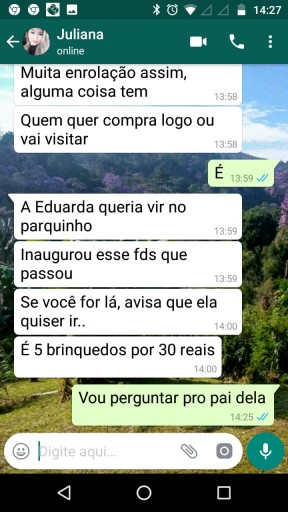 14:27
Juliana
online
Muita enrolação assim,
alguma coisa tem
13:58
Quem quer compra logo ou
vai visitar
13:58
É 13:59
A Eduarda queria vir no
parquinho
13:59
Inaugurou esse fds que
passou
13:59
Se você for lá, avisa que ela
quiser ir..
14:00
É 5 brinquedos por 30 reais
14:00
Vou perguntar pro pai dela
14:25
Digite aqui...